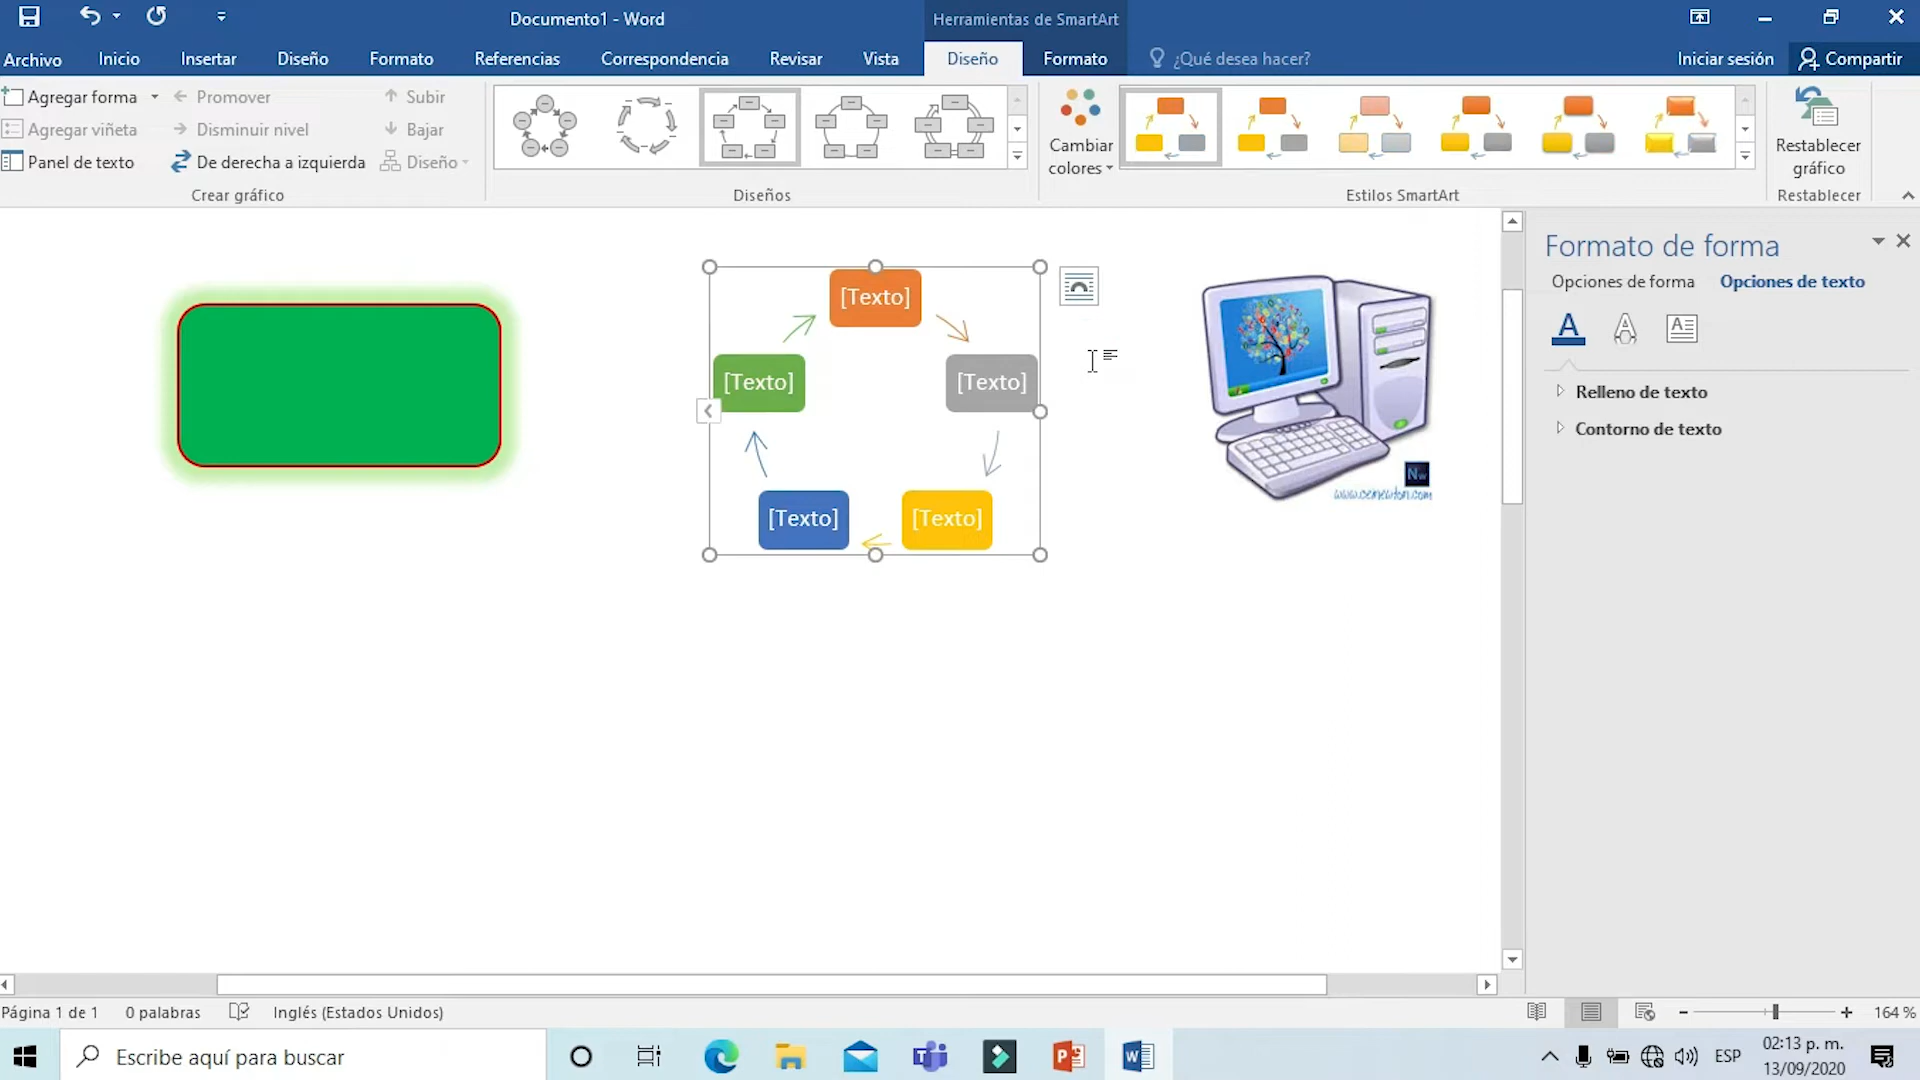 Documento1 - Word
Herramientas de SmartArt
Archivo Inicio Insertar Diseño Formato Referencias Correspondencia Revisar Vista Diseño Formato ¿Qué desea hacer? Iniciar sesión Compartir
Agregar forma Promover Subir
Agregar viñeta Disminuir nivel Bajar
Panel de texto De derecha a izquierda Diseño
Cambiar colores
Restablecer gráfico
Crear gráfico Diseños Estilos SmartArt Restablecer
Formato de forma
Opciones de forma Opciones de texto
Relleno de texto
Contorno de texto
[Texto]
[Texto] [Texto]
[Texto] [Texto]
Nw
www.ceinewton.com
Página 1 de 1 0 palabras Inglés (Estados Unidos) 164 %
Escribe aquí para buscar
ESP
02:13 p. m.
13/09/2020